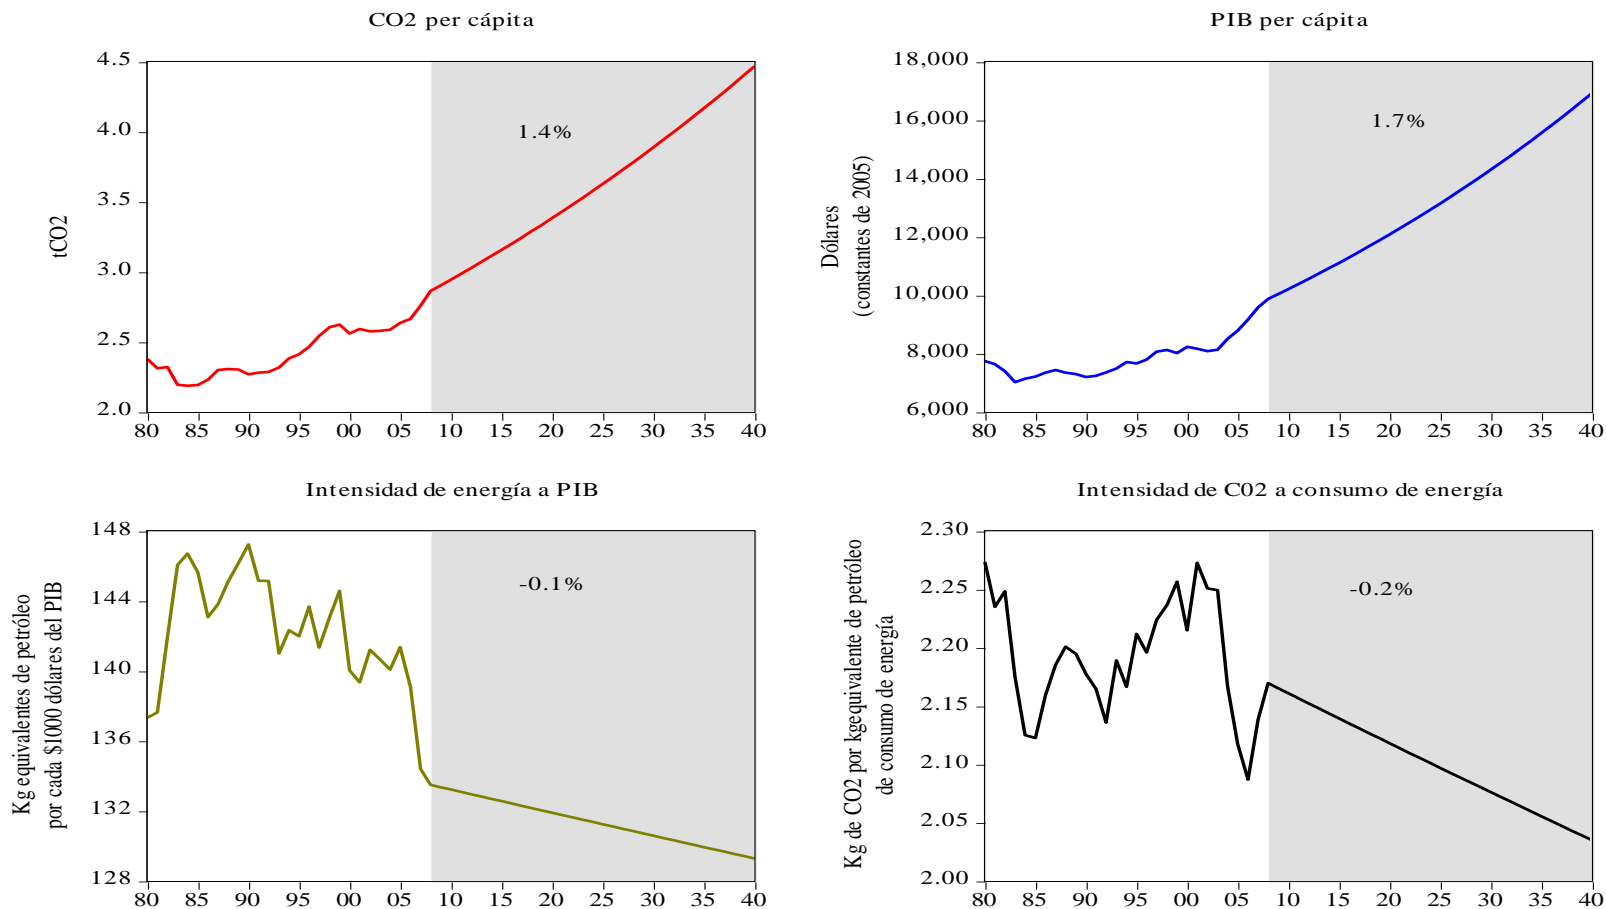 CO2 per cápita
4.5
4.0
3.5
3.0
2.5
2.0
tCO2
1.4%
80 85 90 95 00 05 10 15 20 25 30 35 40
PIB per cápita
18,000
16,000
14,000
12,000
10,000
8,000
6,000
Dólares
(constantes de 2005)
1.7%
80 85 90 95 00 05 10 15 20 25 30 35 40
Intensidad de energía a PIB
148
144
140
136
132
128
Kg equivalentes de petróleo
por cada $1000 dólares del PIB
-0.1%
80 85 90 95 00 05 10 15 20 25 30 35 40
Intensidad de C02 a consumo de energía
2.30
2.25
2.20
2.15
2.10
2.05
2.00
Kg de CO2 por kgequivalente de petróleo
de consumo de energía
-0.2%
80 85 90 95 00 05 10 15 20 25 30 35 40